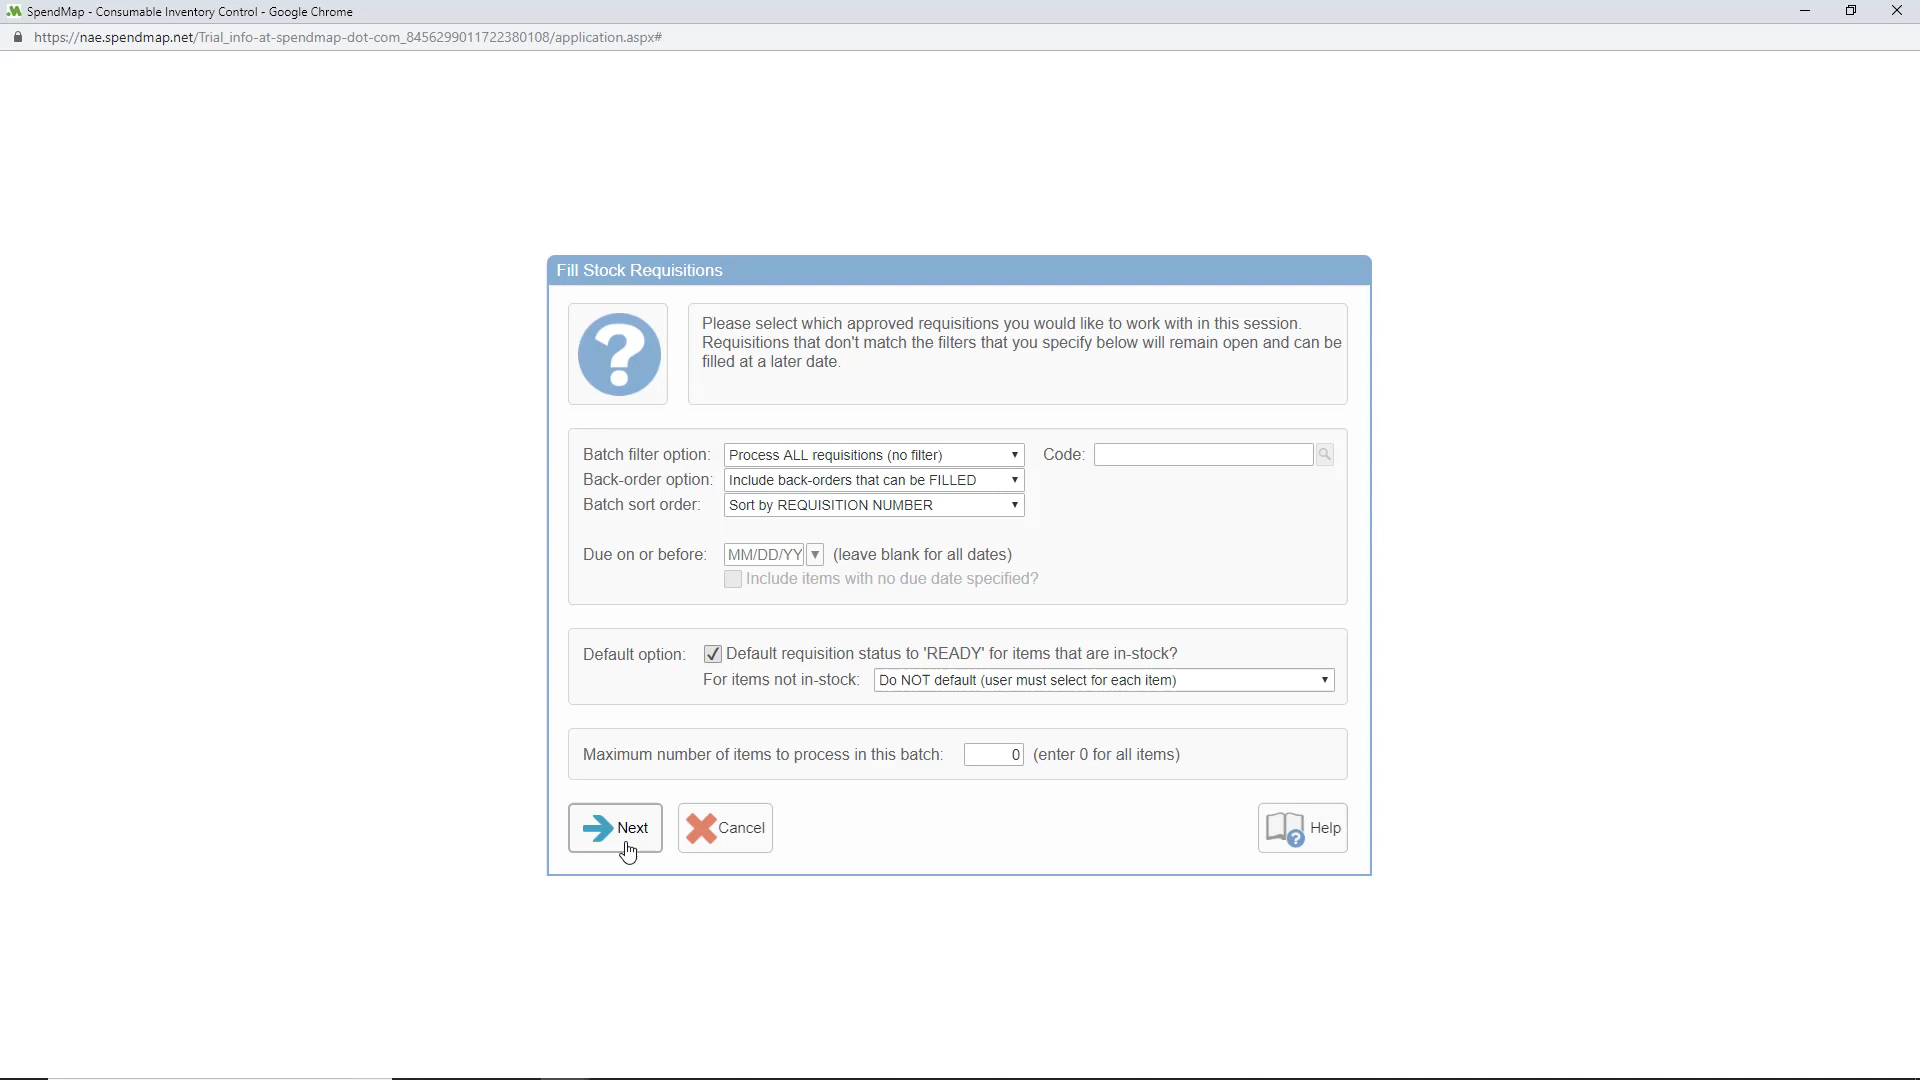 SpendMap - Consumable Inventory Control - Google Chrome
https://nae.spendmap.net/Trial_info-at-spendmap-dot-com_8456299011722380108/application.aspx#
Fill Stock Requisitions
Please select which approved requisitions you would like to work with in this session.
Requisitions that don't match the filters that you specify below will remain open and can be
filled at a later date.
Batch filter option: Process ALL requisitions (no filter) Code:
Back-order option: Include back-orders that can be FILLED
Batch sort order: Sort by REQUISITION NUMBER
Due on or before: MM/DD/YY (leave blank for all dates)
Include items with no due date specified?
Default option: Default requisition status to 'READY' for items that are in-stock?
For items not in-stock: Do NOT default (user must select for each item)
Maximum number of items to process in this batch: 0 (enter 0 for all items)
Next Cancel Help